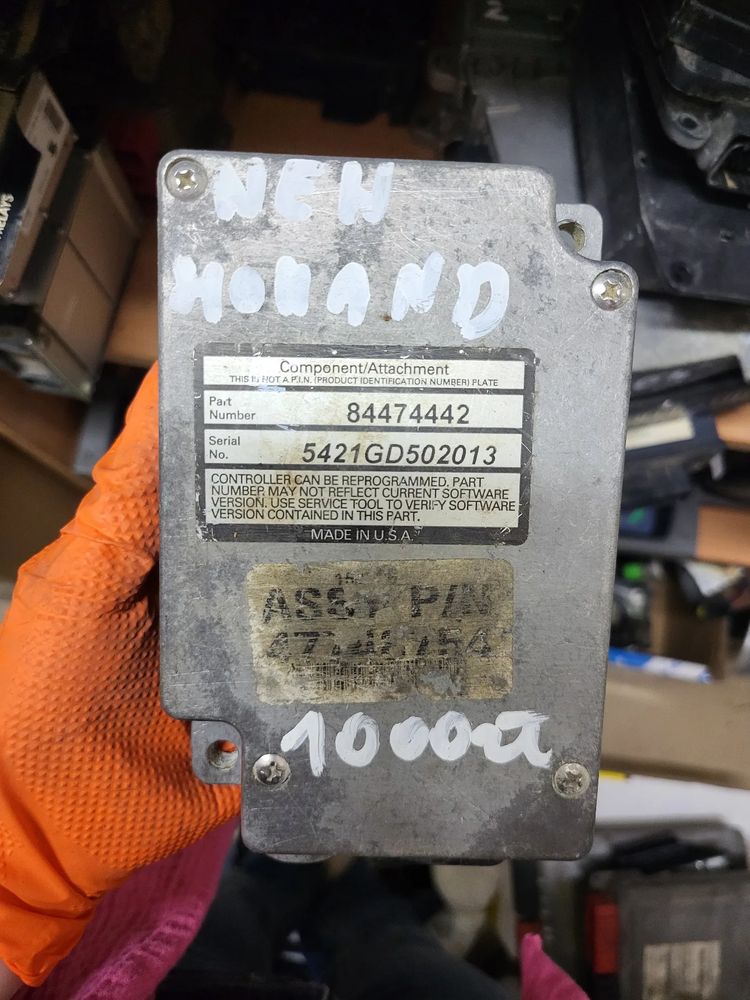 NEW
HOLLAND
Component/Attachment
THIS IS NOT A P.I.N. (PRODUCT IDENTIFICATION NUMBER) PLATE
Part
Number 84474442
Serial
No. 5421GD502013
CONTROLLER CAN BE REPROGRAMMED. PART
NUMBER MAY NOT REFLECT CURRENT SOFTWARE
VERSION. USE SERVICE TOOL TO VERIFY SOFTWARE
VERSION CONTAINED IN THIS PART.
MADE IN U.S.A.
ASSY P/N
RELAYS